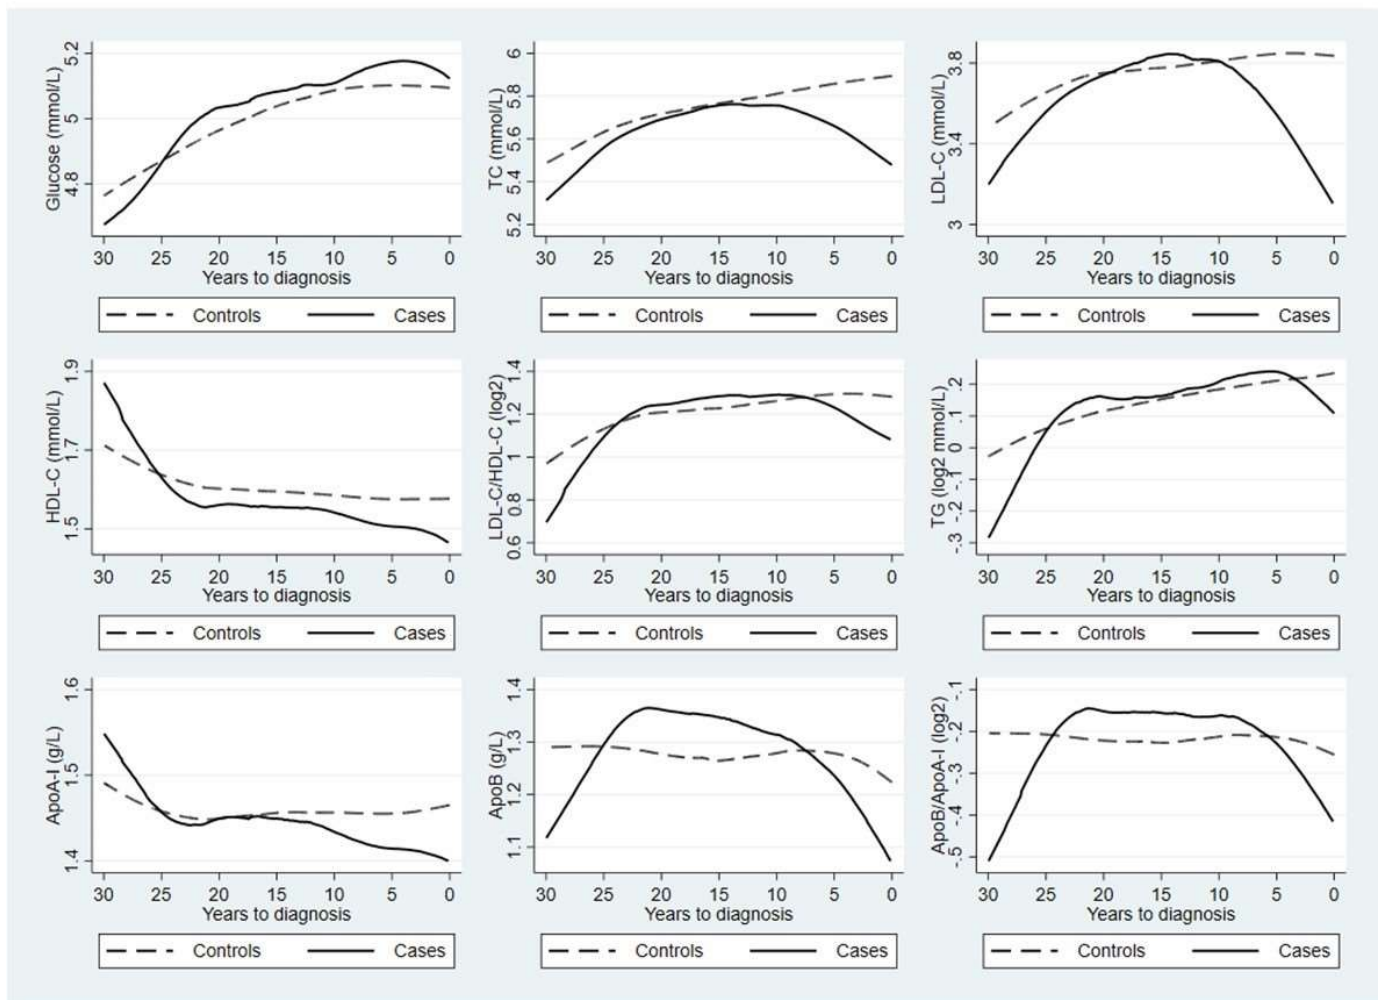 Glucose (mmol/L)
5.2
5
4.8
30 25 20 15 10 5 0
Years to diagnosis
Controls Cases
TC (mmol/L)
6
5.8
5.6
5.4
5.2
30 25 20 15 10 5 0
Years to diagnosis
Controls Cases
LDL-C (mmol/L)
3.8
3.4
3
30 25 20 15 10 5 0
Years to diagnosis
Controls Cases
HDL-C (mmol/L)
1.9
1.7
1.5
30 25 20 15 10 5 0
Years to diagnosis
Controls Cases
LDL-C/HDL-C (log2)
1.4
1.2
1
0.8
0.6
30 25 20 15 10 5 0
Years to diagnosis
Controls Cases
TG (log2 mmol/L)
.2
.1
0
-.1
-.2
-.3
30 25 20 15 10 5 0
Years to diagnosis
Controls Cases
ApoA-I (g/L)
1.6
1.5
1.4
30 25 20 15 10 5 0
Years to diagnosis
Controls Cases
ApoB (g/L)
1.4
1.3
1.2
1.1
30 25 20 15 10 5 0
Years to diagnosis
Controls Cases
ApoB/ApoA-I (log2)
-.1
-.2
-.3
-.4
-.5
30 25 20 15 10 5 0
Years to diagnosis
Controls Cases